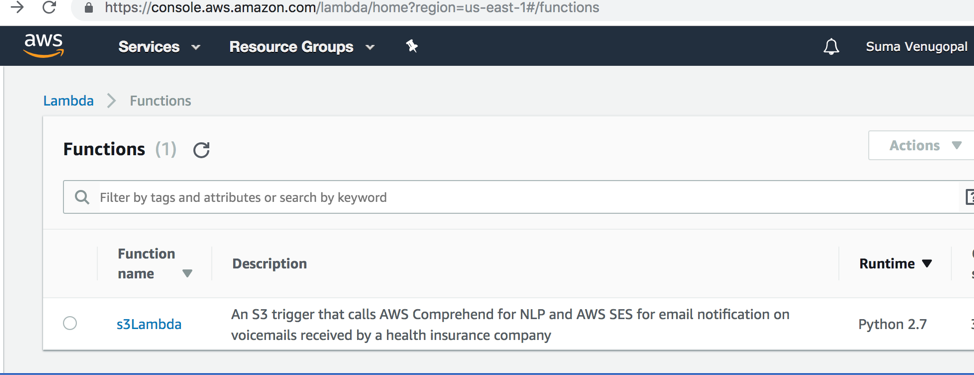 https://console.aws.amazon.com/lambda/home?region=us-east-1#/functions
aws Services Resource Groups Suma Venugopal
Lambda Functions
Functions (1) Actions
Filter by tags and attributes or search by keyword
Function name Description Runtime
s3Lambda An S3 trigger that calls AWS Comprehend for NLP and AWS SES for email notification on
voicemails received by a health insurance company Python 2.7